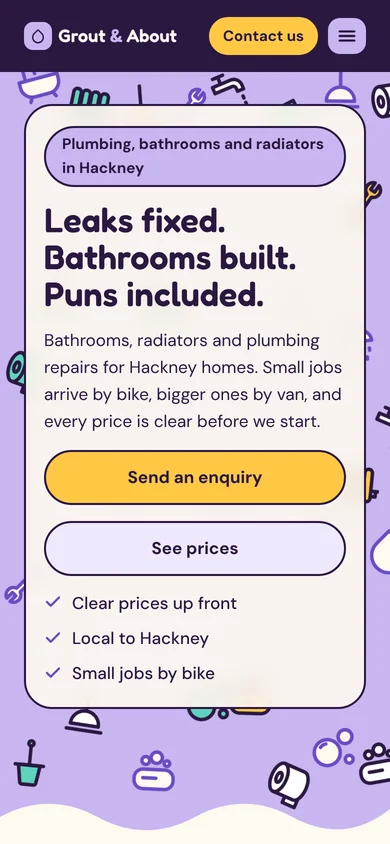 Grout & About
Contact us
Plumbing, bathrooms and radiators
in Hackney
Leaks fixed.
Bathrooms built.
Puns included.
Bathrooms, radiators and plumbing
repairs for Hackney homes. Small jobs
arrive by bike, bigger ones by van, and
every price is clear before we start.
Send an enquiry
See prices
Clear prices up front
Local to Hackney
Small jobs by bike